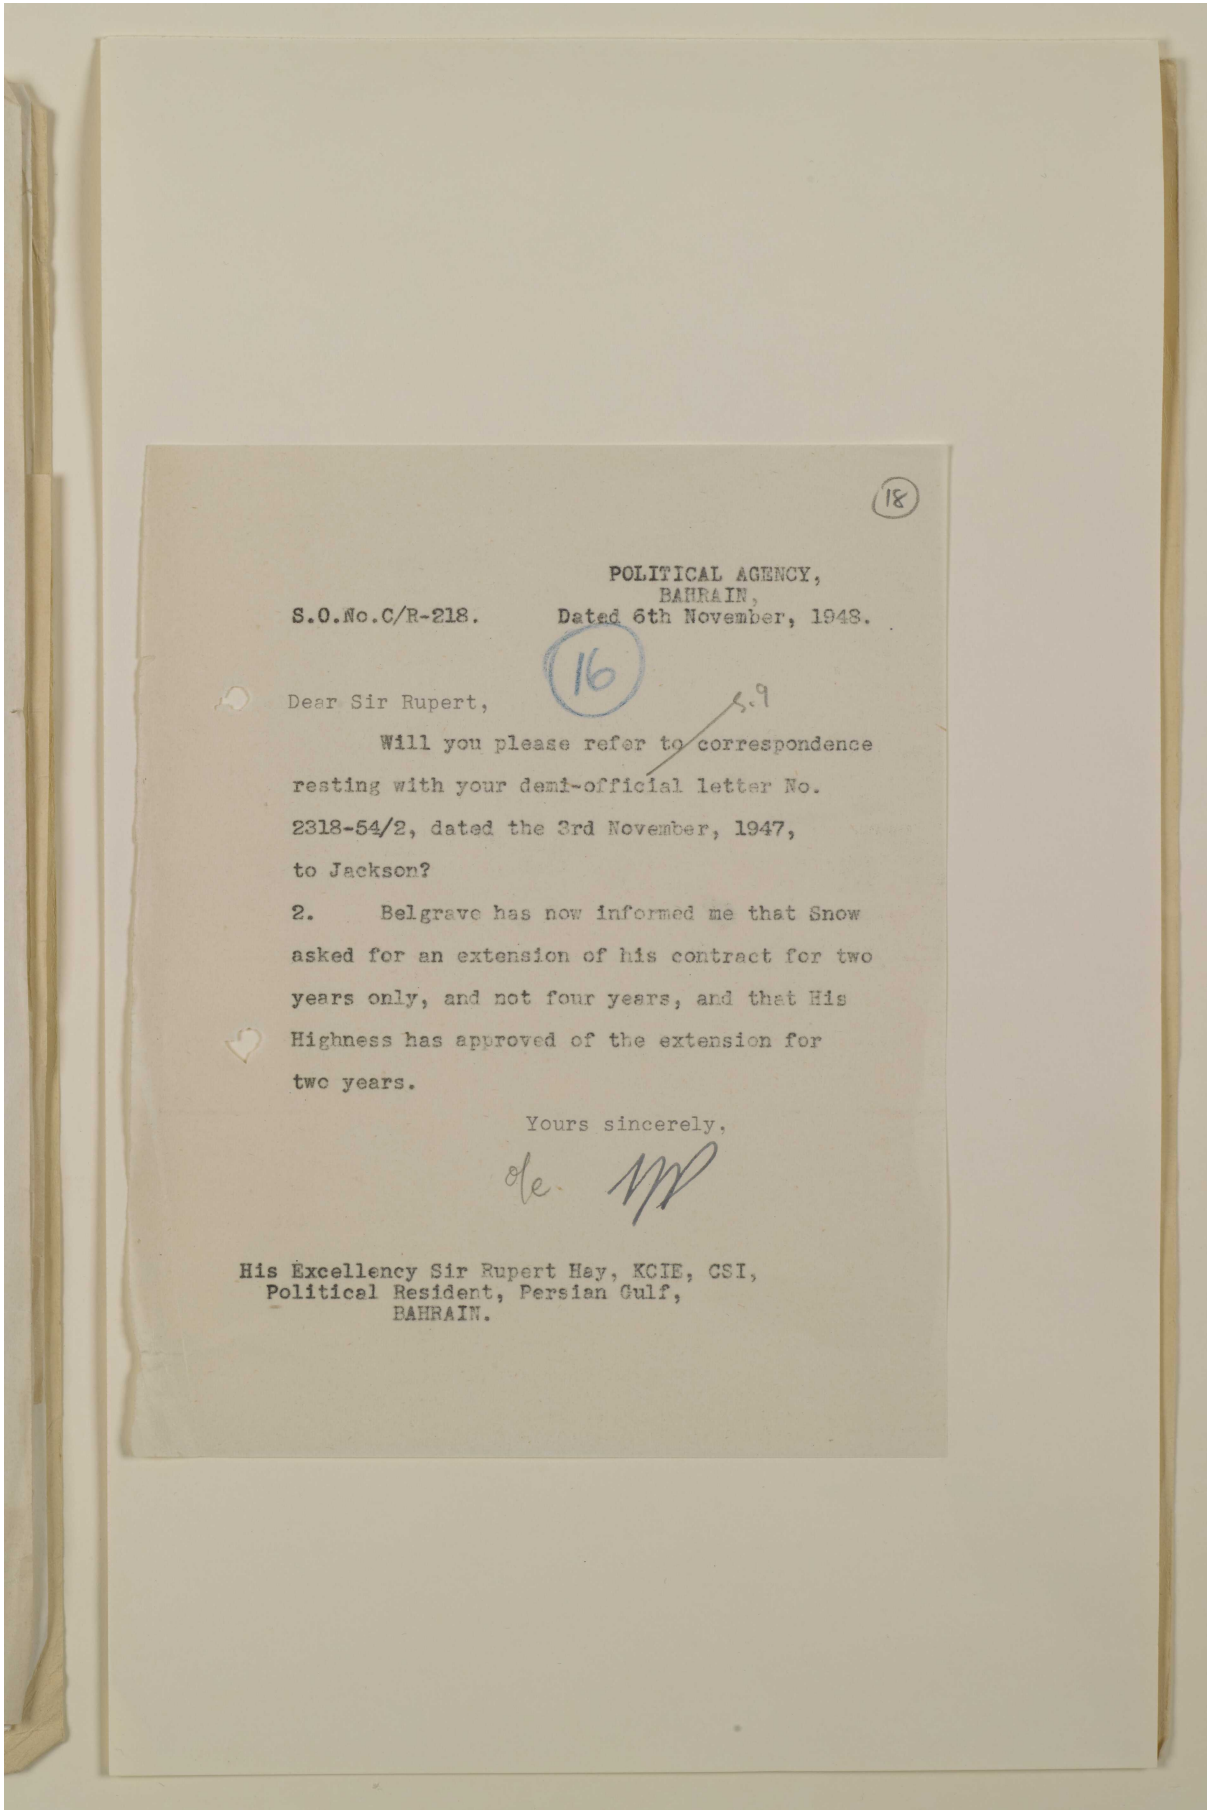 18
POLITICAL AGENCY,
BAHRAIN,
S.O.No.C/R-218. Dated 6th November, 1948.
16
Dear Sir Rupert,
s.9
Will you please refer to correspondence
resting with your demi-official letter No.
2318-54/2, dated the 3rd November, 1947,
to Jackson?
2. Belgrave has now informed me that Snow
asked for an extension of his contract for two
years only, and not four years, and that His
Highness has approved of the extension for
two years.
Yours sincerely,
His Excellency Sir Rupert Hay, KCIE, CSI,
Political Resident, Persian Gulf,
BAHRAIN.